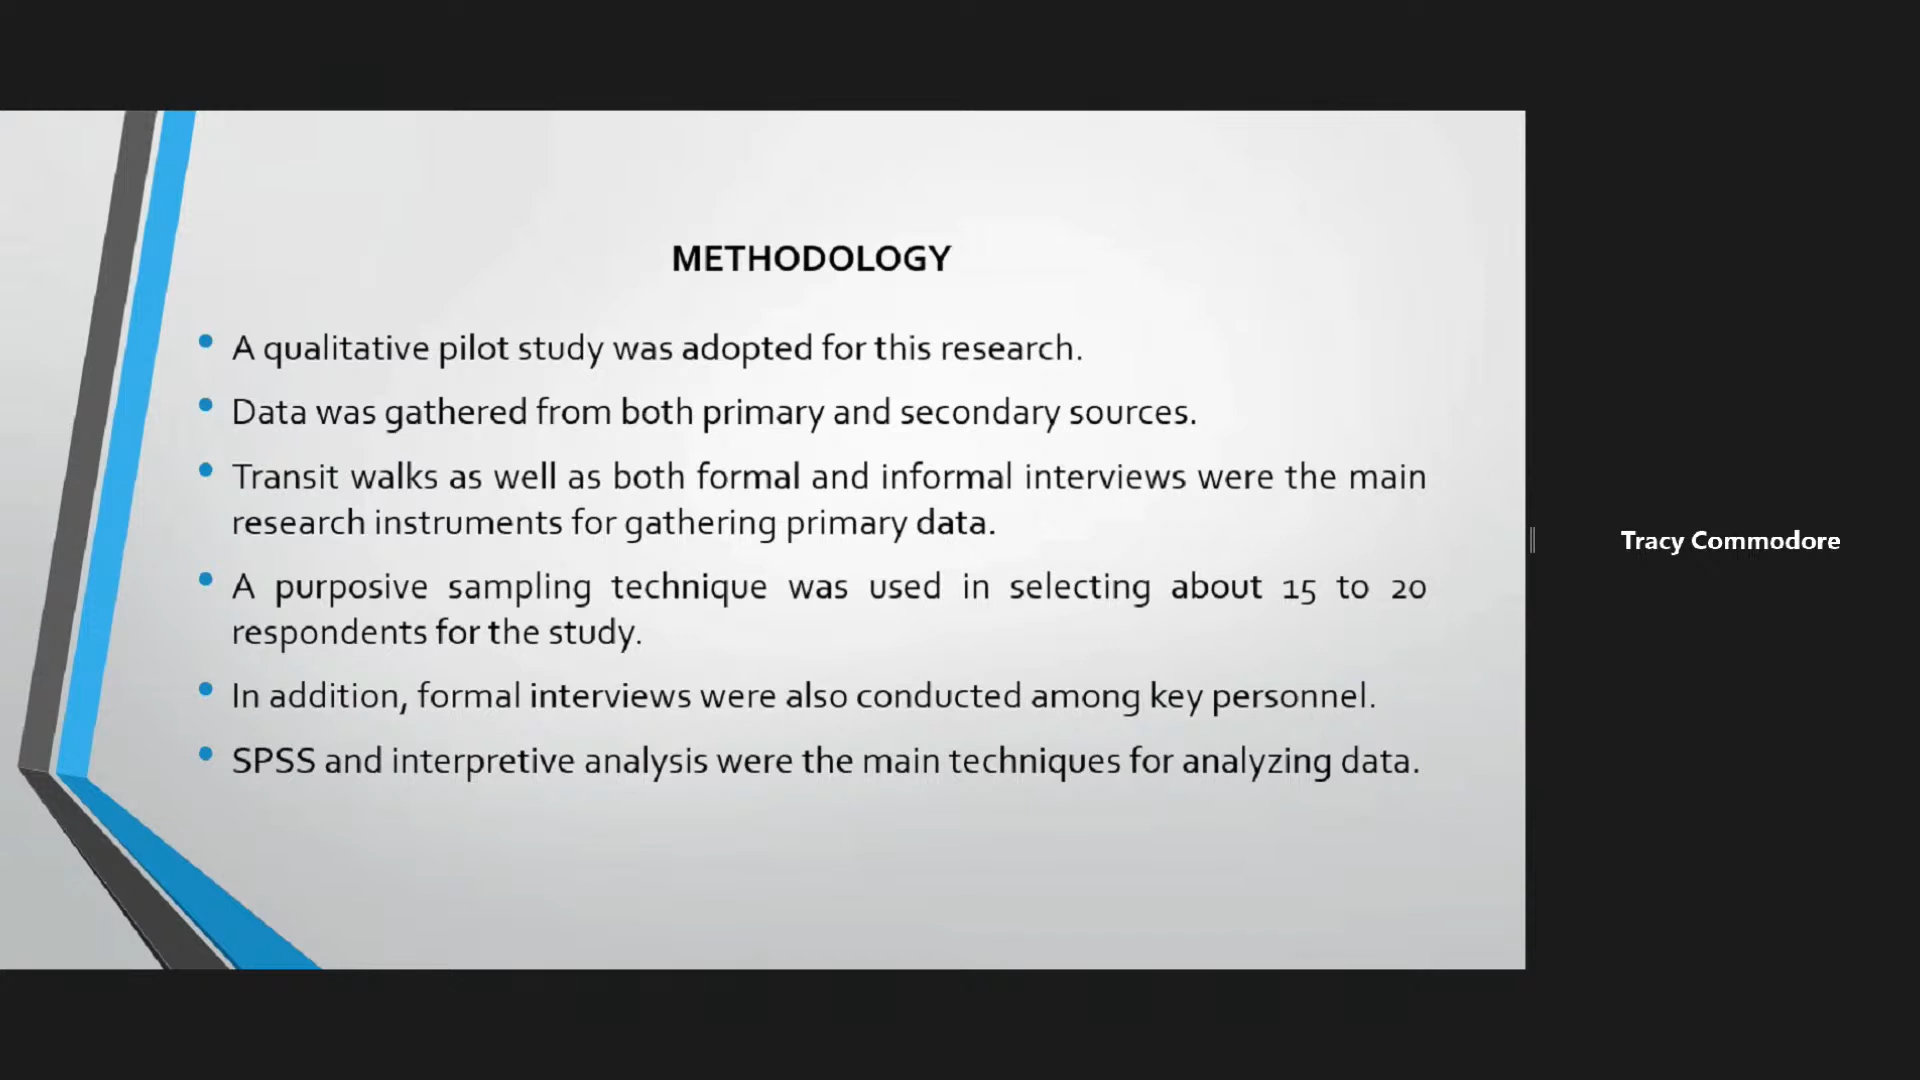 METHODOLOGY
• A qualitative pilot study was adopted for this research.
• Data was gathered from both primary and secondary sources.
• Transit walks as well as both formal and informal interviews were the main
research instruments for gathering primary data.
• A purposive sampling technique was used in selecting about 15 to 20
respondents for the study.
• In addition, formal interviews were also conducted among key personnel.
• SPSS and interpretive analysis were the main techniques for analyzing data.
Tracy Commodore